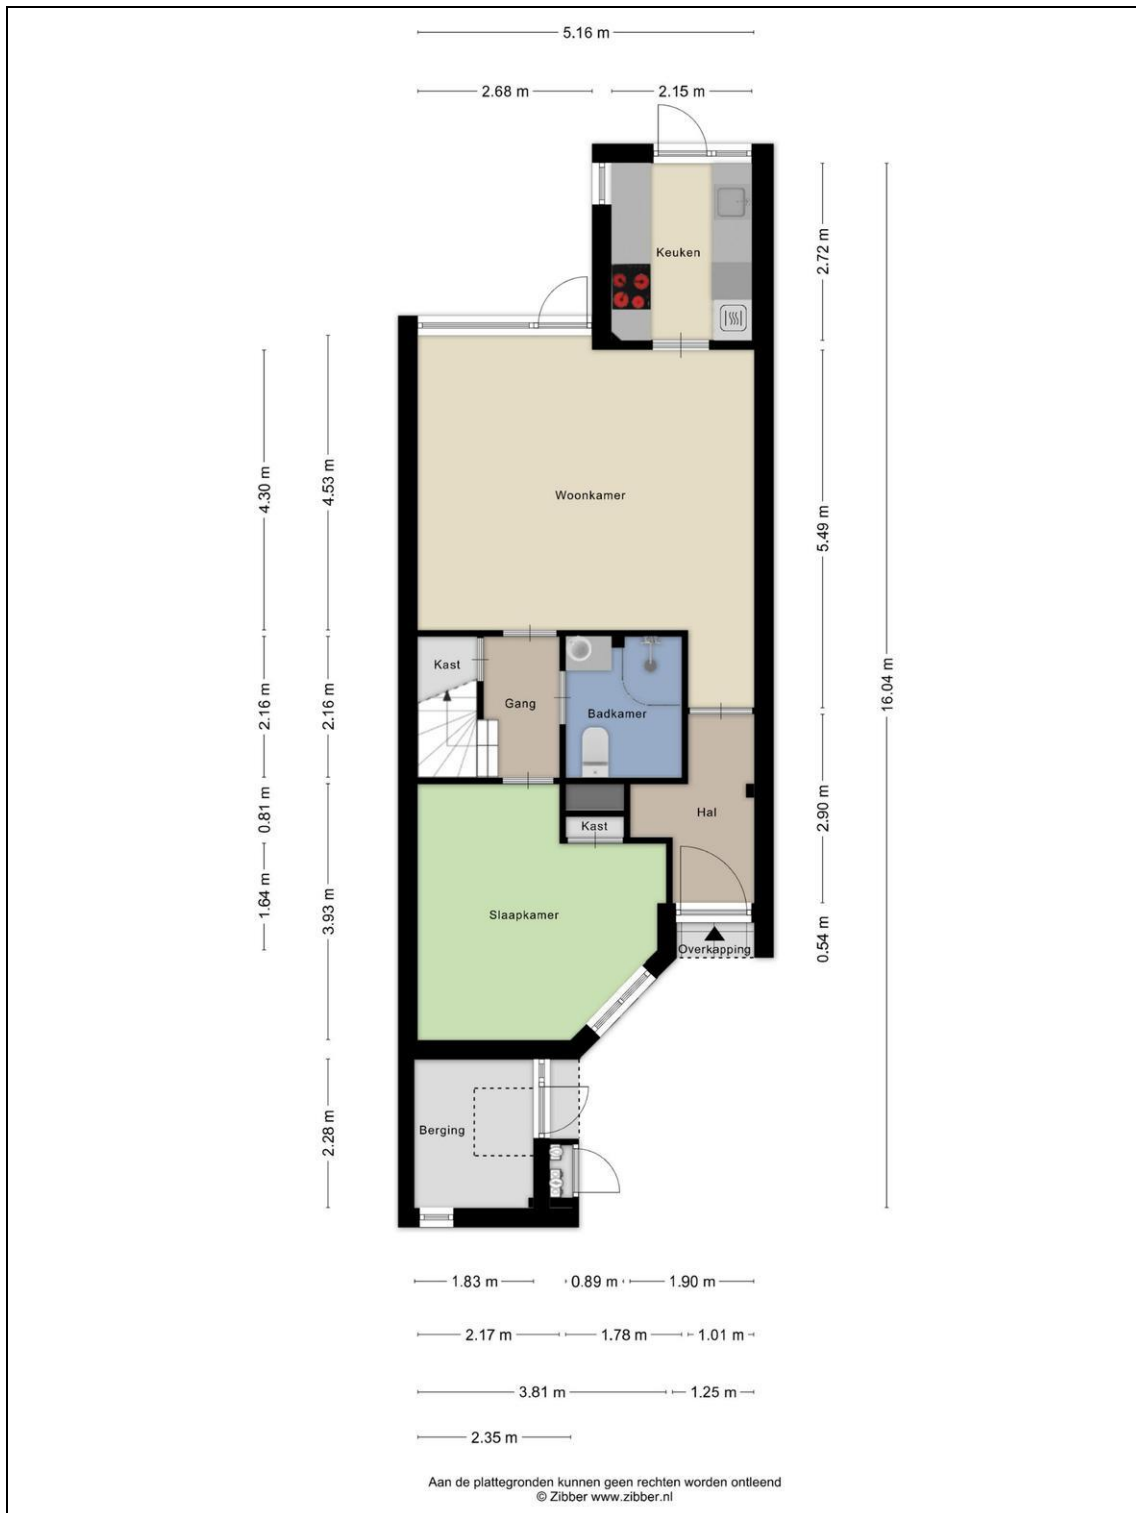 5.16 m
2.68 m
2.15 m
Keuken
2.72 m
4.30 m
4.53 m
Woonkamer
5.49 m
16.04 m
Kast
Gang
Badkamer
2.16 m
2.16 m
Hal
2.90 m
0.81 m
Kast
1.64 m
3.93 m
Slaapkamer
Overkapping
0.54 m
Berging
2.28 m
1.83 m
0.89 m
1.90 m
2.17 m
1.78 m
1.01 m
3.81 m
1.25 m
2.35 m
Aan de plattegronden kunnen geen rechten worden ontleend
© Zibber www.zibber.nl